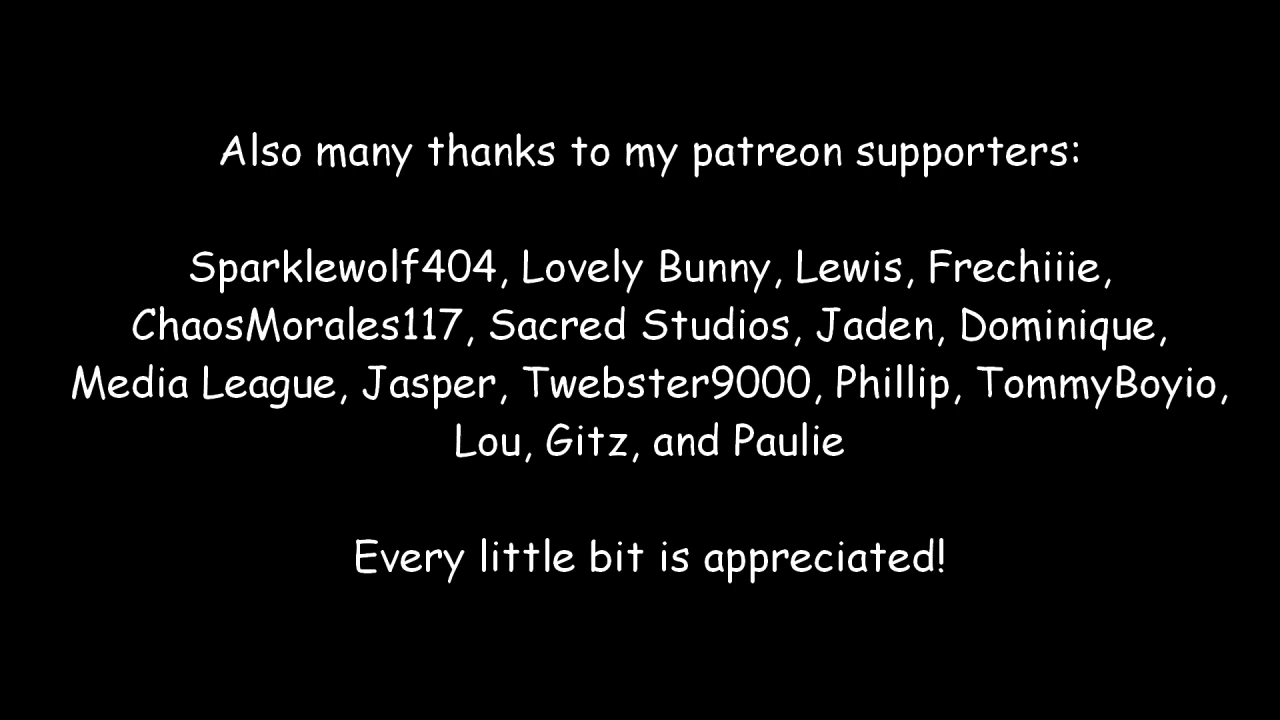 Also many thanks to my patreon supporters:
Sparklewolf404, Lovely Bunny, Lewis, Frechiiie,
ChaosMorales117, Sacred Studios, Jaden, Dominique,
Media League, Jasper, Twebster9000, Phillip, TommyBoyio,
Lou, Gitz, and Paulie
Every little bit is appreciated!